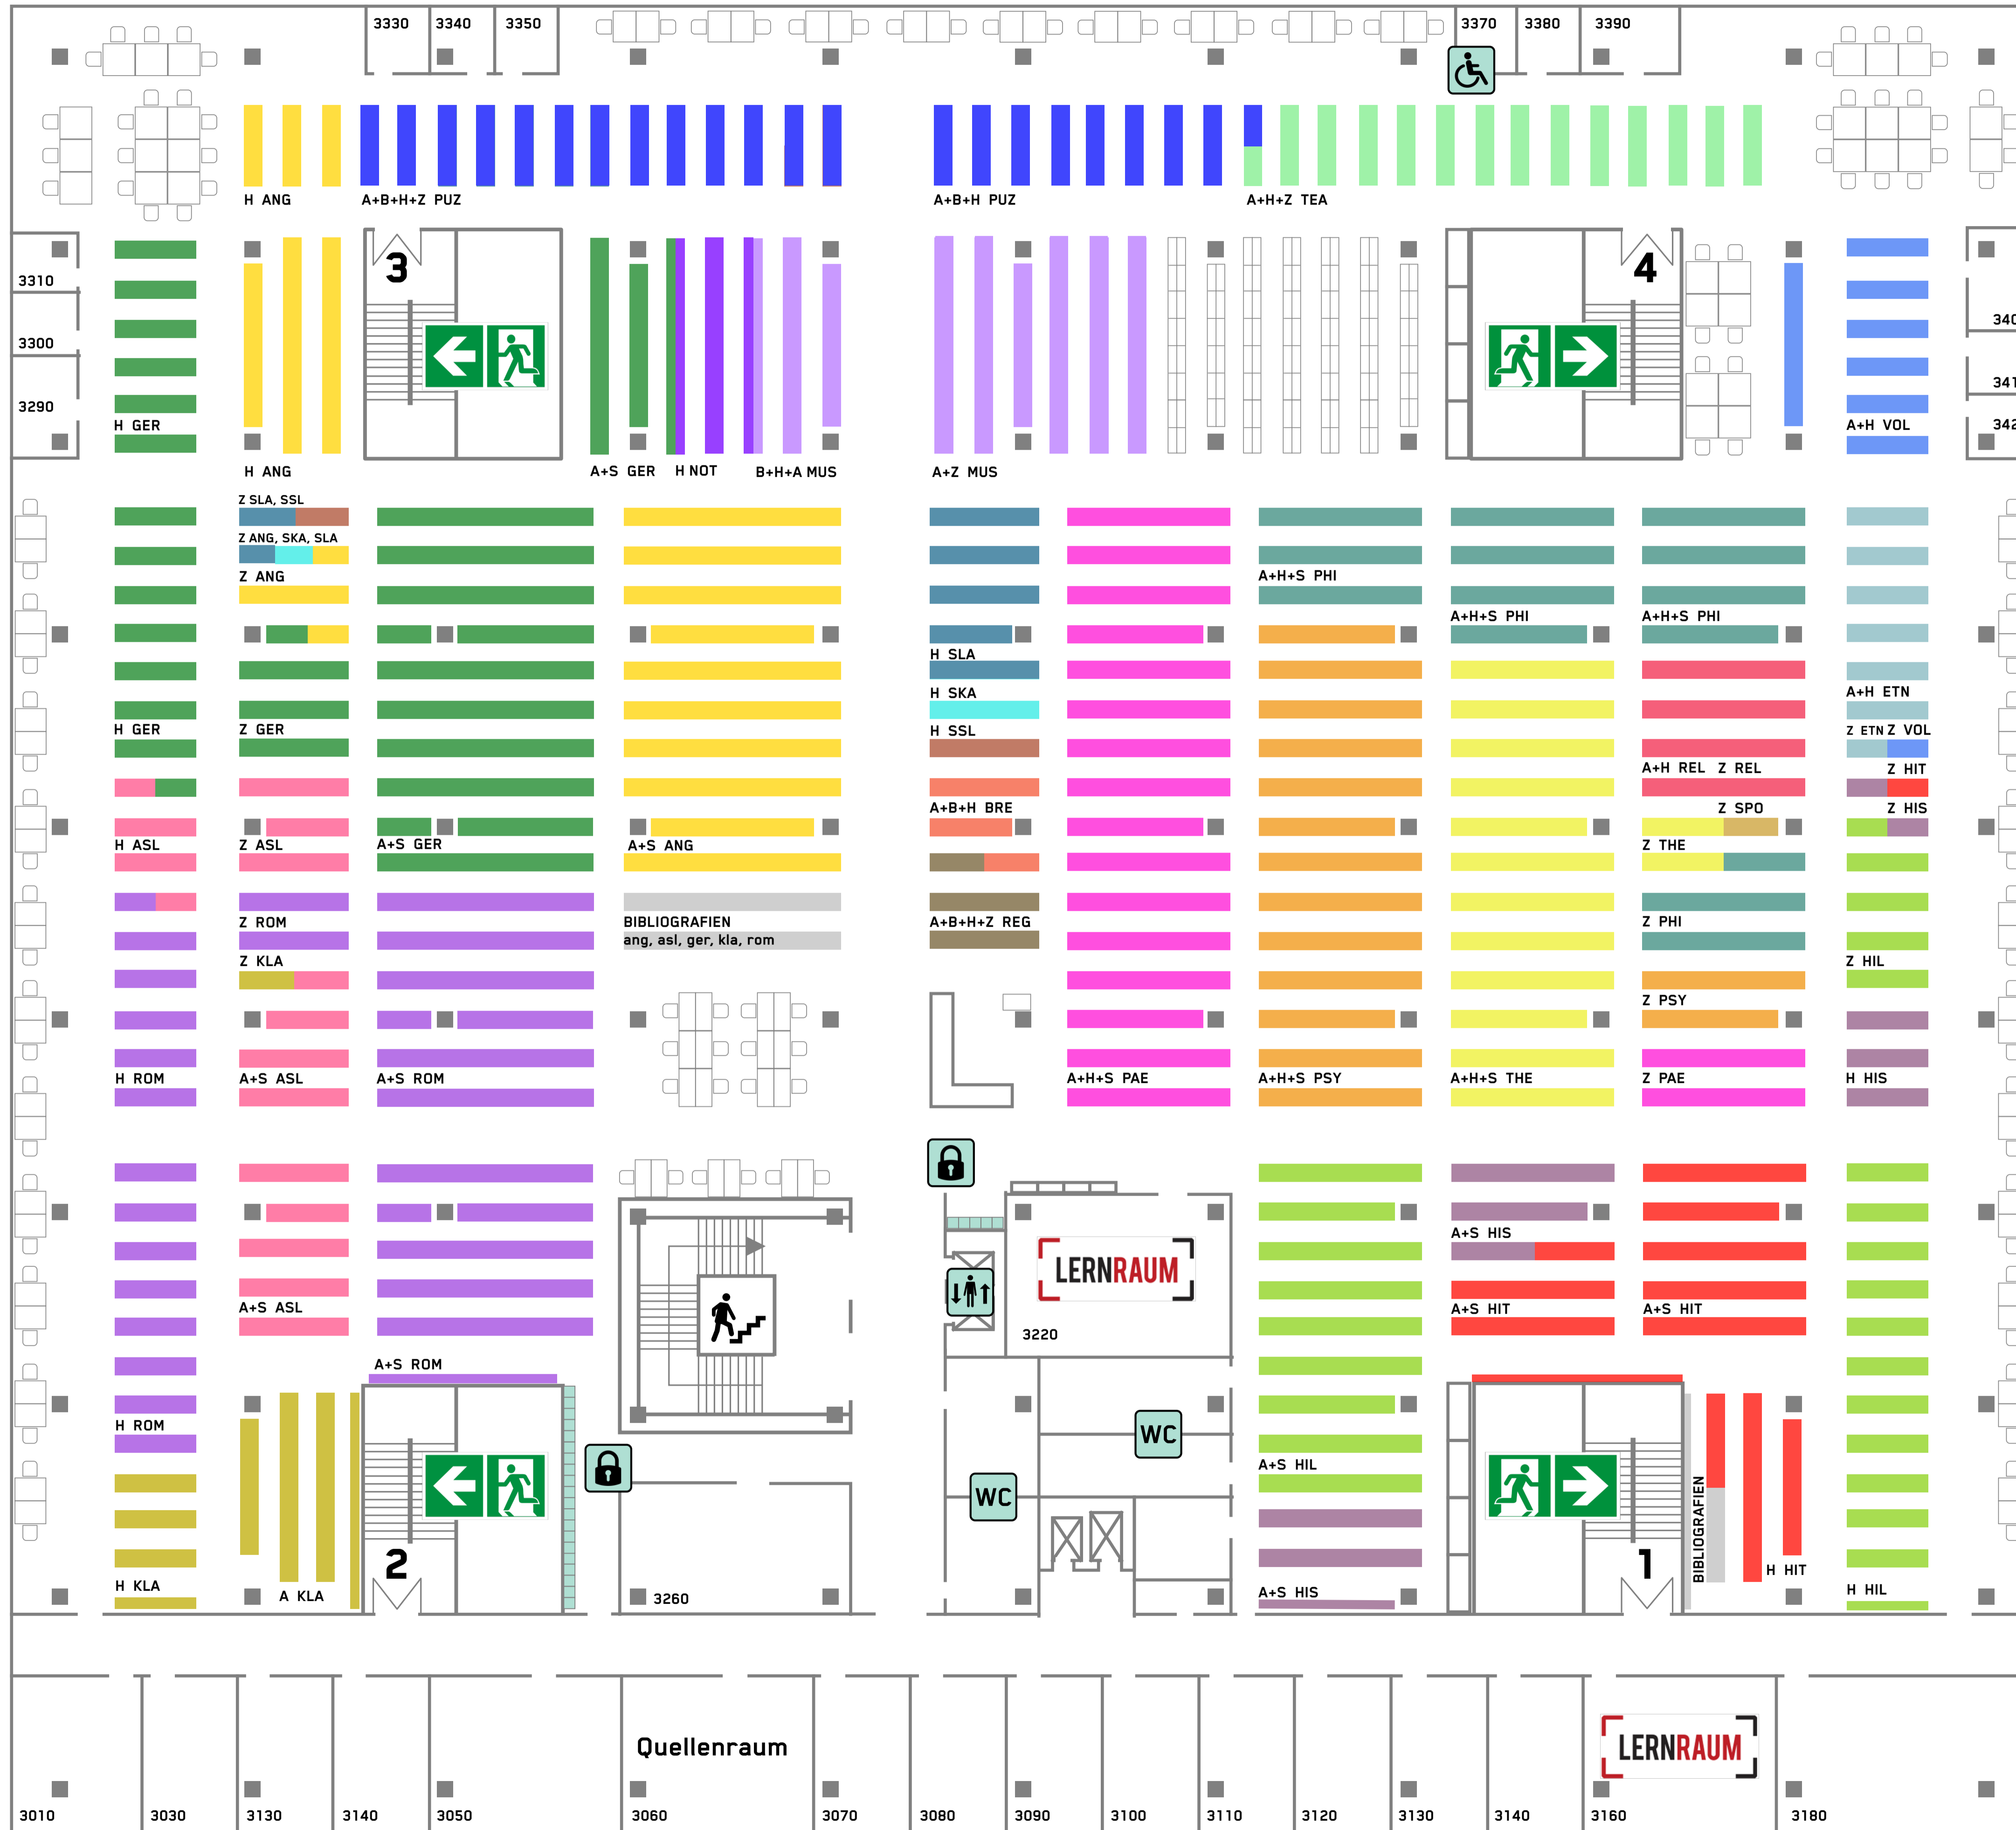 3330 3340 3350 3370 3380 3390
H ANG A+B+H+Z PUZ A+B+H PUZ A+H+Z TEA
3 4
3310
3300
3290
340
341
342
H GER A+H VOL
H ANG A+S GER H NOT B+H+A MUS A+Z MUS
Z SLA, SSL
Z ANG, SKA, SLA
Z ANG A+H+S PHI
A+H+S PHI A+H+S PHI
H SLA
H SKA A+H ETN
H GER Z GER H SSL Z ETN Z VOL
A+H REL Z REL Z HIT
A+B+H BRE Z SPO Z HIS
H ASL Z ASL A+S GER A+S ANG Z THE
Z ROM BIBLIOGRAFIEN A+B+H+Z REG Z PHI
ang, asl, ger, kla, rom
Z KLA Z HIL
Z PSY
H ROM A+S ASL A+S ROM A+H+S PAE A+H+S PSY A+H+S THE Z PAE H HIS
A+S HIS
LERNRAUM
A+S ASL A+S HIT A+S HIT
3220
A+S ROM
H ROM WC
A+S HIL
WC
BIBLIOGRAFIEN
2 1
H KLA A KLA H HIT
3260 A+S HIS H HIL
Quellenraum LERNRAUM
3010 3030 3130 3140 3050 3060 3070 3080 3090 3100 3110 3120 3130 3140 3160 3180